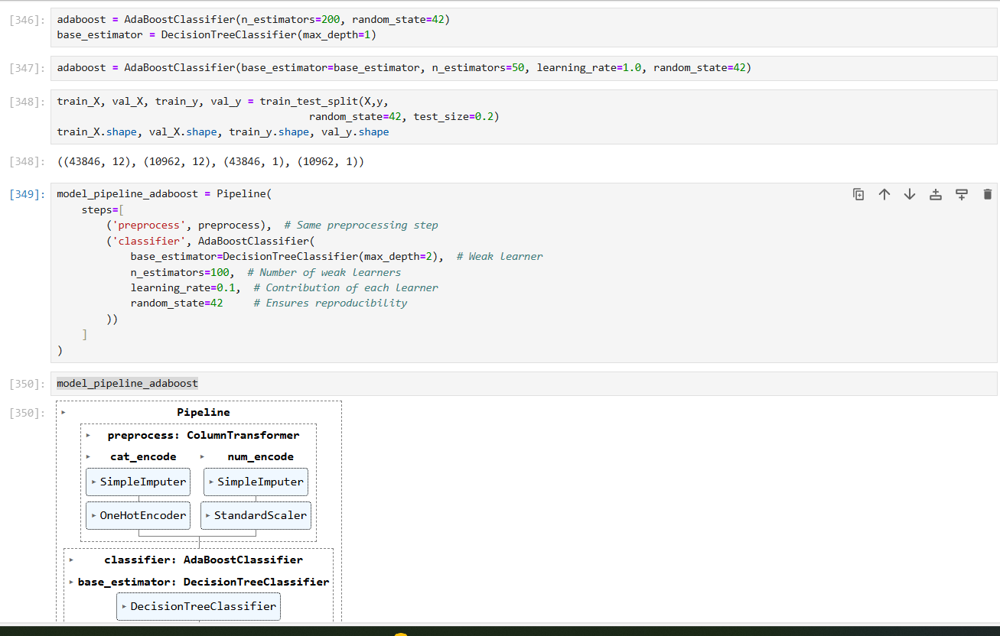 [346]: adaboost = AdaBoostClassifier(n_estimators=200, random_state=42)
base_estimator = DecisionTreeClassifier(max_depth=1)
[347]: adaboost = AdaBoostClassifier(base_estimator=base_estimator, n_estimators=50, learning_rate=1.0, random_state=42)
[348]: train_X, val_X, train_y, val_y = train_test_split(X,y,
random_state=42, test_size=0.2)
train_X.shape, val_X.shape, train_y.shape, val_y.shape
[348]: ((43846, 12), (10962, 12), (43846, 1), (10962, 1))
[349]: model_pipeline_adaboost = Pipeline(
steps=[
('preprocess', preprocess),  # Same preprocessing step
('classifier', AdaBoostClassifier(
base_estimator=DecisionTreeClassifier(max_depth=2),  # Weak learner
n_estimators=100,  # Number of weak learners
learning_rate=0.1,  # Contribution of each learner
random_state=42     # Ensures reproducibility
))
]
)
[350]: model_pipeline_adaboost
[350]: Pipeline
preprocess: ColumnTransformer
cat_encode num_encode
SimpleImputer SimpleImputer
OneHotEncoder StandardScaler
classifier: AdaBoostClassifier
base_estimator: DecisionTreeClassifier
DecisionTreeClassifier